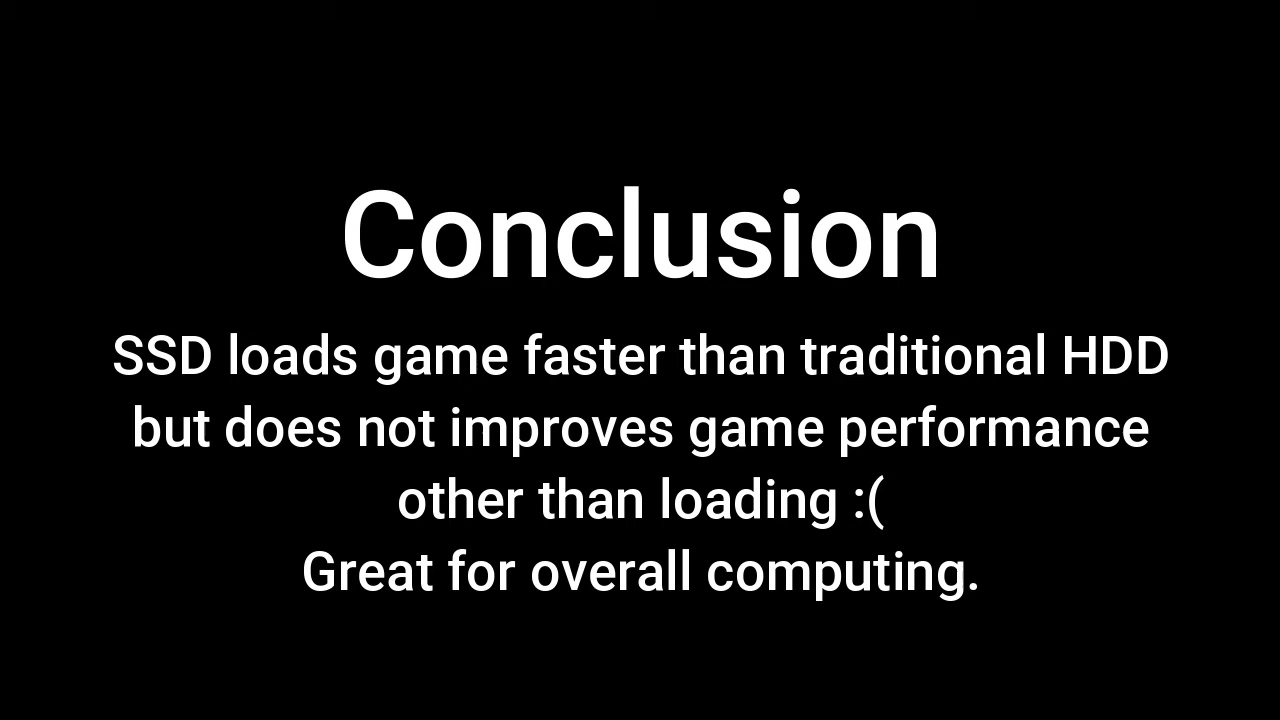 Conclusion
SSD loads game faster than traditional HDD
but does not improves game performance
other than loading :(
Great for overall computing.